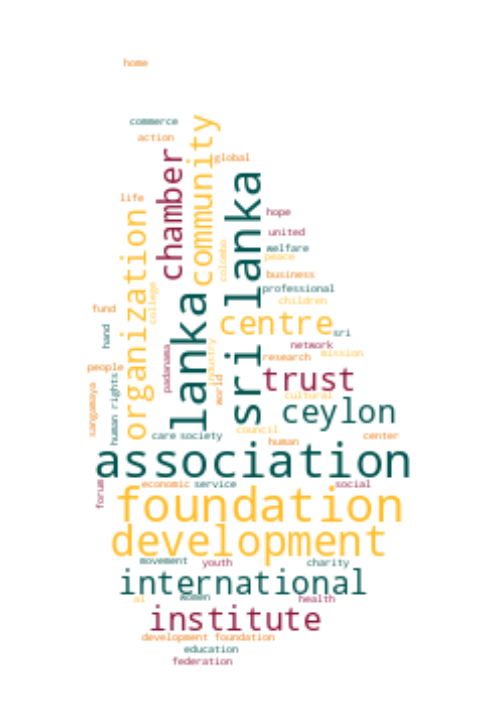 home
commerce
action
community
chamber
global
sri lanka
life
organization
hope
united
colombo
welfare
peace
business
college
professional
lanka
children
fund
centre
hand
sri
padanama
industry
network
mission
research
people
human rights
world
trust
sangamaya
cultural
ceylon
council
care
society
human
center
association
forum
economic
service
social
foundation
development
movement
youth
charity
international
al
women
health
institute
development foundation
education
federation